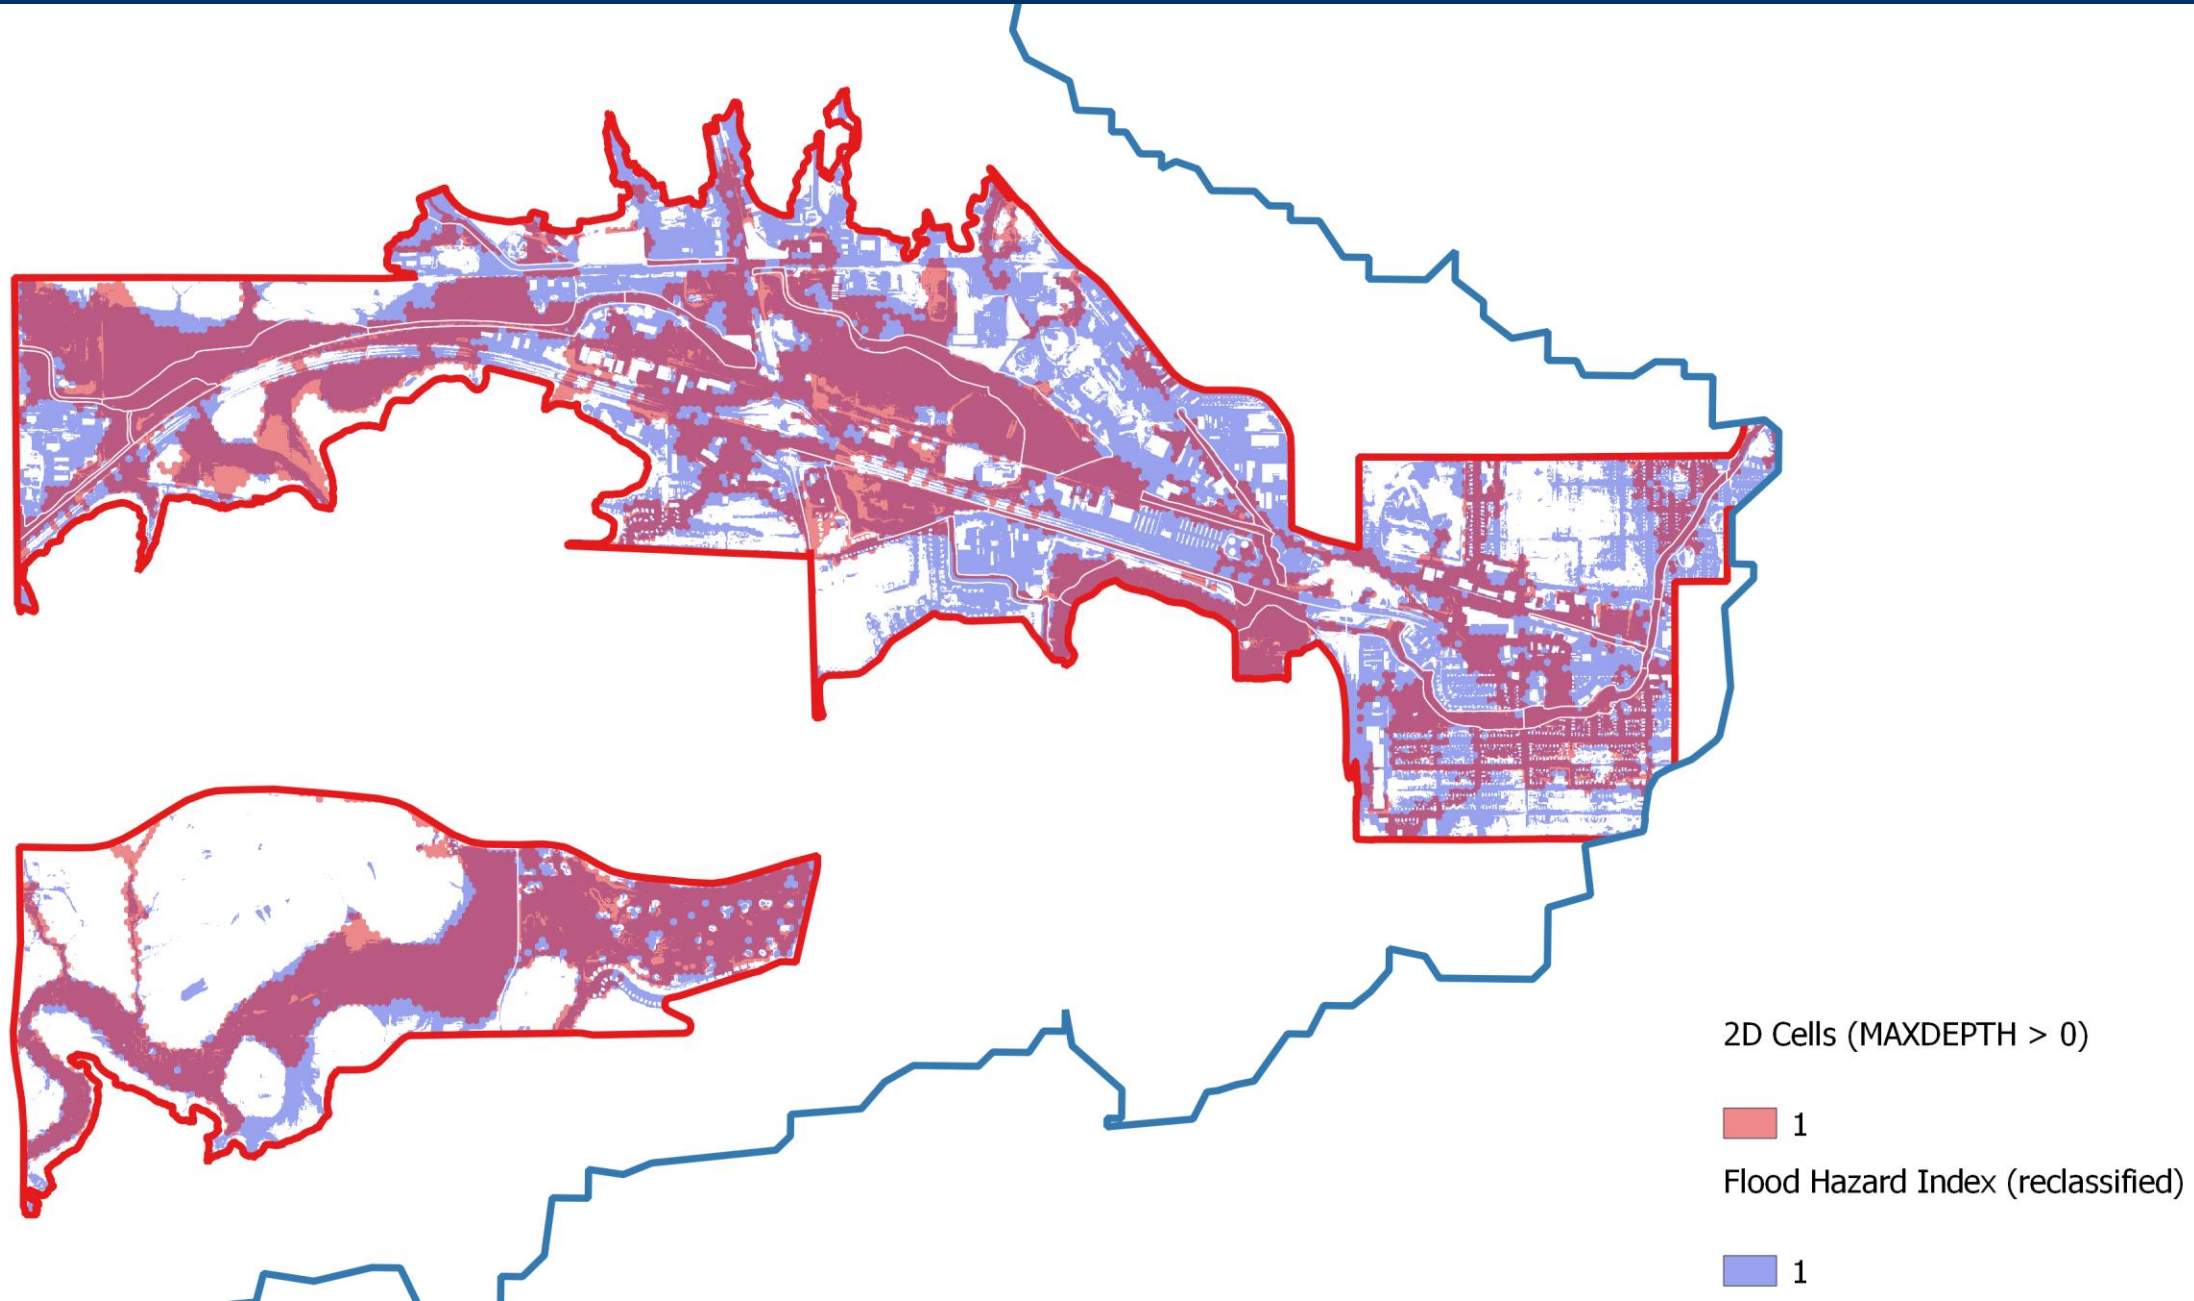 2D Cells (MAXDEPTH > 0)
1
Flood Hazard Index (reclassified)
1